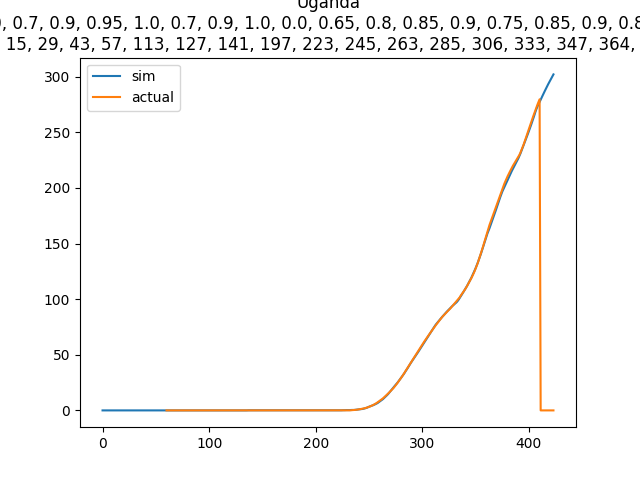 Uganda
0, 0.7, 0.9, 0.95, 1.0, 0.7, 0.9, 1.0, 0.0, 0.65, 0.8, 0.85, 0.9, 0.75, 0.85, 0.9, 0.8
15, 29, 43, 57, 113, 127, 141, 197, 223, 245, 263, 285, 306, 333, 347, 364,
sim
actual
300
250
200
150
100
50
0
0 100 200 300 400